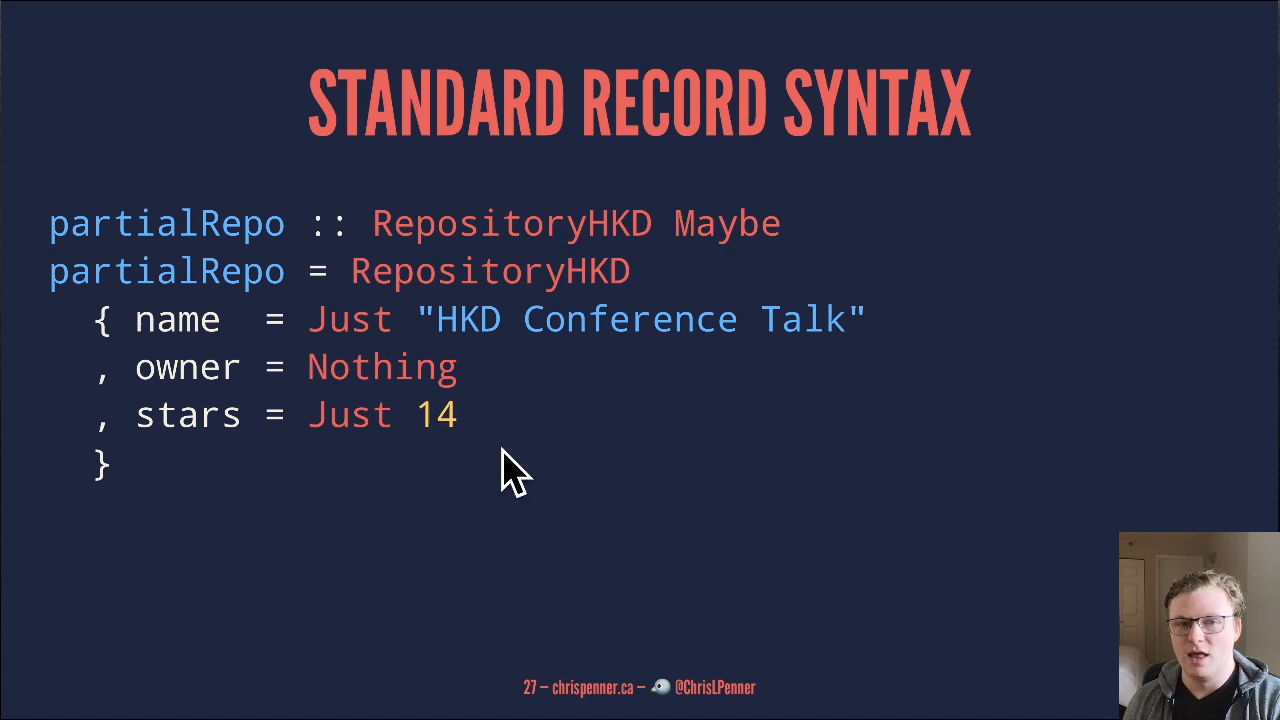 STANDARD RECORD SYNTAX
partialRepo :: RepositoryHKD Maybe
partialRepo = RepositoryHKD
  { name  = Just "HKD Conference Talk"
  , owner = Nothing
  , stars = Just 14
  }
27 — chrispenner.ca — 🐦 @ChrisLPenner